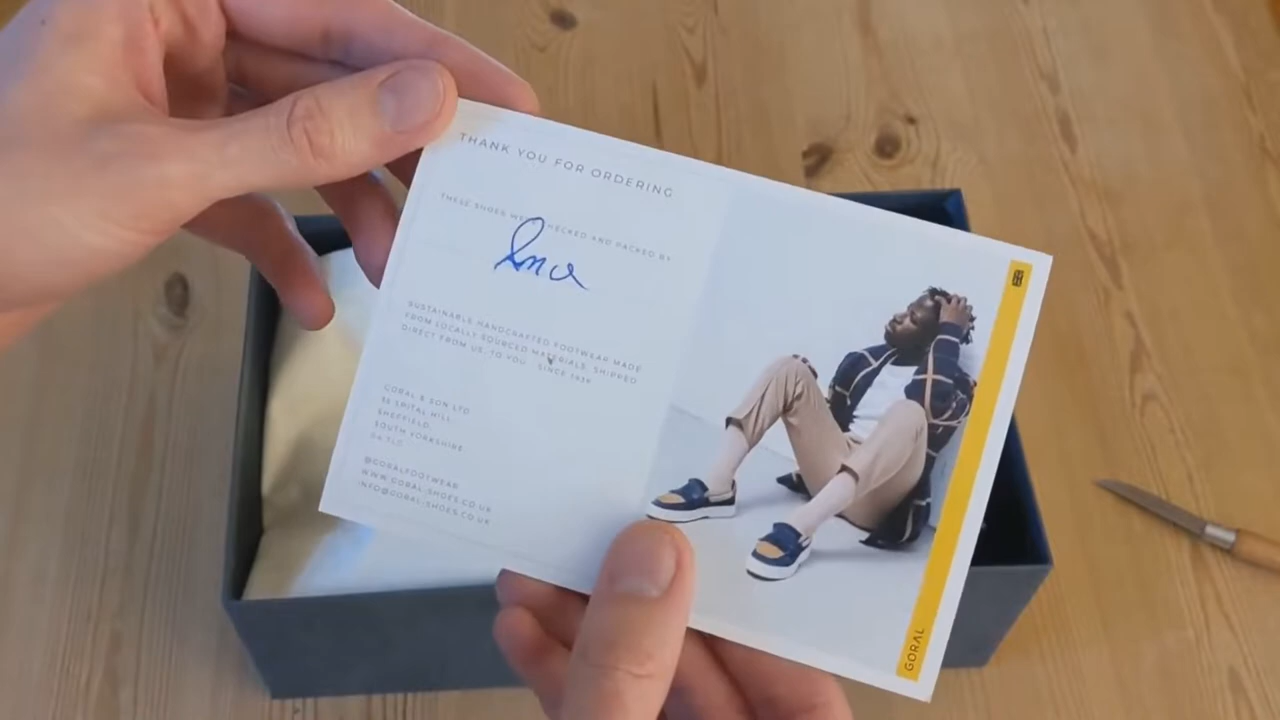 THANK YOU FOR ORDERING
THESE SHOES WERE CHECKED AND PACKED BY
SUSTAINABLE HANDCRAFTED FOOTWEAR MADE
FROM LOCALLY SOURCED MATERIALS, SHIPPED
DIRECT FROM US, TO YOU. SINCE
GORAL & SON LTD
SPITAL HILL
SHEFFIELD
SOUTH YORKSHIRE
@GORALFOOTWEAR
WWW.GORAL-SHOES.CO.UK
INFO@GORAL-SHOES.CO.UK
GORAL